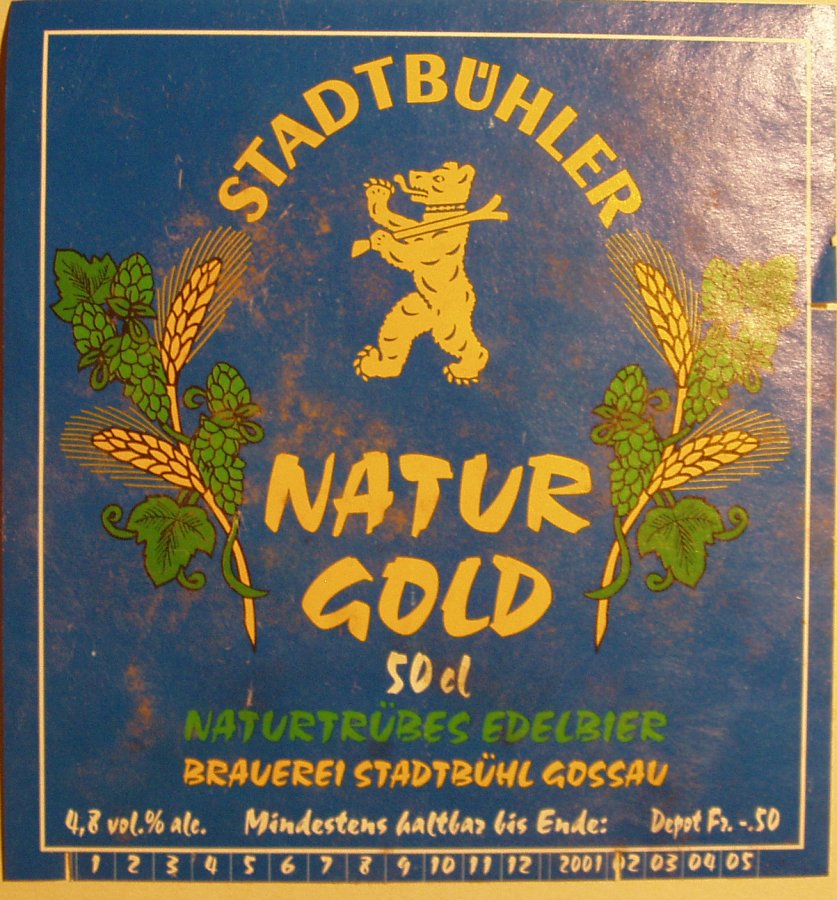 STADTBÜHLER
NATUR
GOLD
50 cl
NATURTRÜBES EDELBIER
BRAUEREI STADTBÜHL GOSSAU
4,8 vol.% alc. Mindestens haltbar bis Ende: Depot Fr. -.50
1 2 3 4 5 6 7 8 9 10 11 12 2001 02 03 04 05